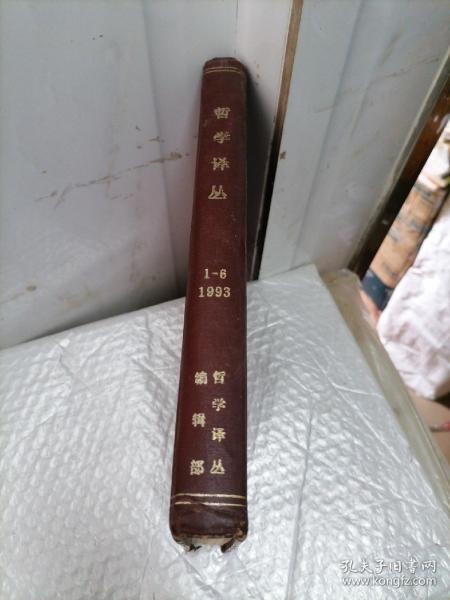 哲学译丛
1-6
1993
哲学译丛
编辑部
孔夫子旧书网
www.kongfz.com